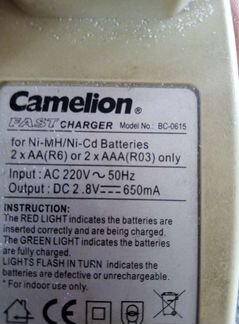 Camelion®
FAST CHARGER Model No.: BC-0615
for Ni-MH/Ni-Cd Batteries
2 x AA(R6) or 2 x AAA(R03) only
Input : AC 220V ~ 50Hz
Output : DC 2.8V⎓650mA
INSTRUCTION:
The RED LIGHT indicates the batteries are
inserted correctly and are being charged.
The GREEN LIGHT indicates the batteries
are fully charged.
LIGHTS FLASH IN TURN indicates the
batteries are defective or unrechargeable.
* For indoor use only.
CE